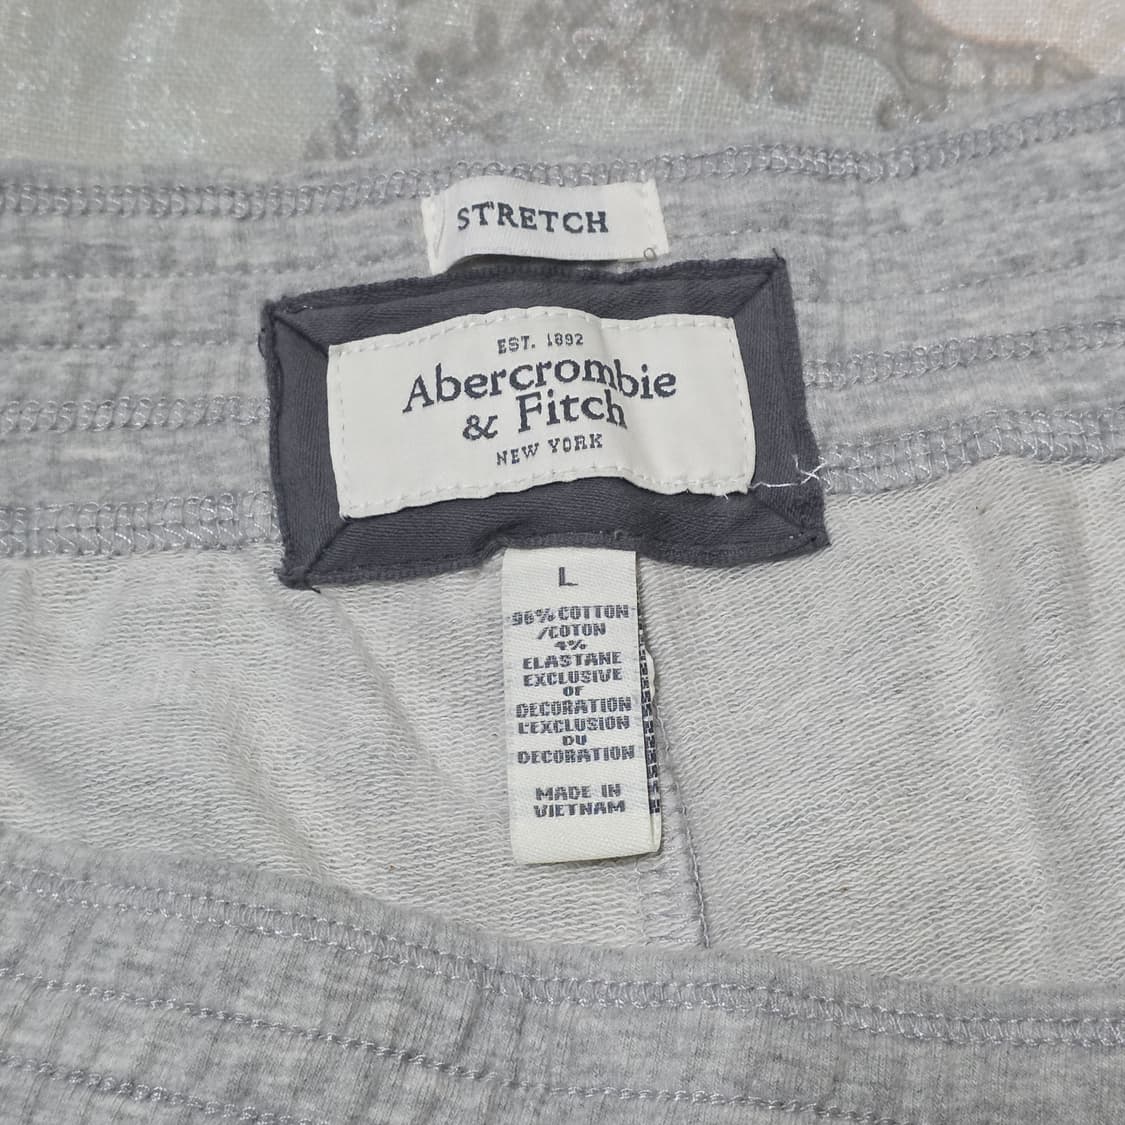 STRETCH
EST. 1892
Abercrombie
& Fitch
NEW YORK
L
96% COTTON
/COTON
4%
ELASTANE
EXCLUSIVE
OF
DECORATION
L'EXCLUSION
DU
DECORATION
MADE IN
VIETNAM